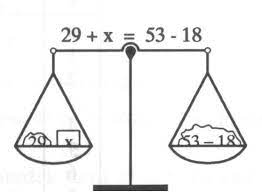 29 + x = 53 - 18
29 x 53 – 18